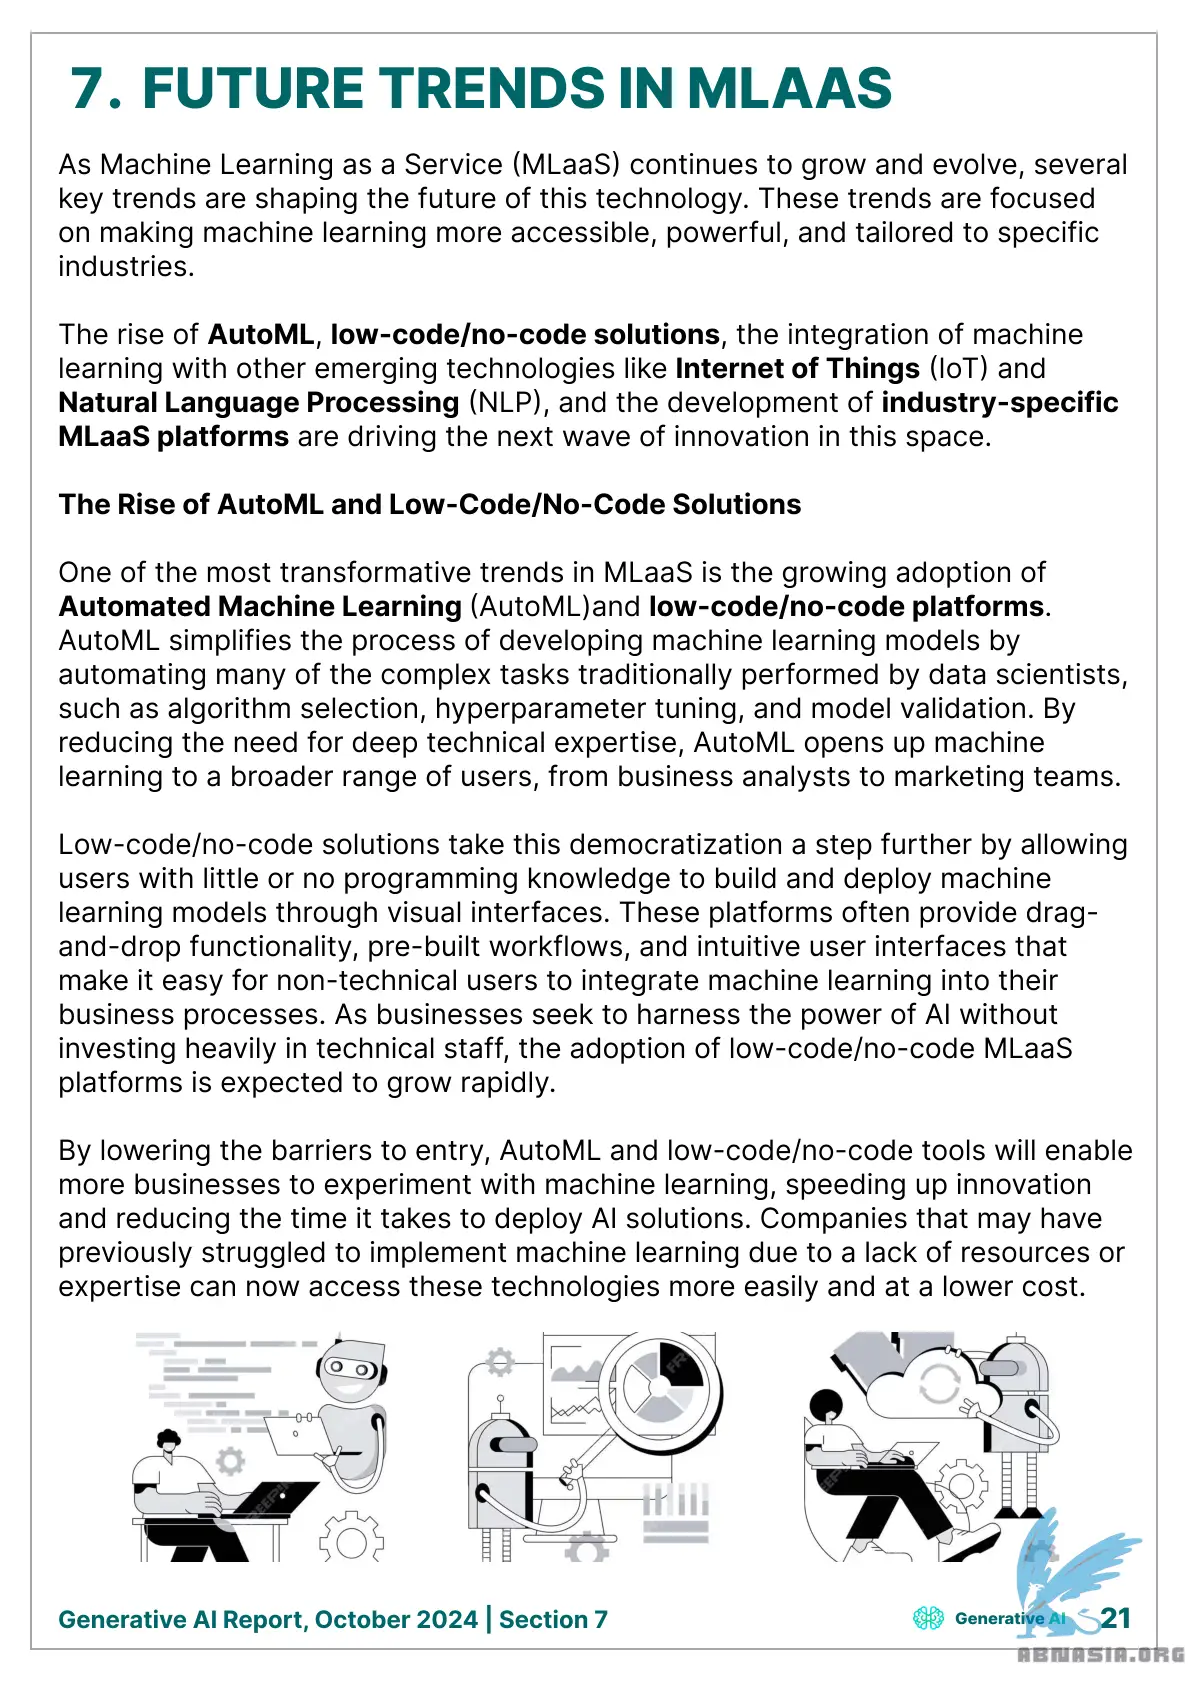 7. FUTURE TRENDS IN MLAAS
As Machine Learning as a Service (MLaaS) continues to grow and evolve, several
key trends are shaping the future of this technology. These trends are focused
on making machine learning more accessible, powerful, and tailored to specific
industries.
The rise of AutoML, low-code/no-code solutions, the integration of machine
learning with other emerging technologies like Internet of Things (IoT) and
Natural Language Processing (NLP), and the development of industry-specific
MLaaS platforms are driving the next wave of innovation in this space.
The Rise of AutoML and Low-Code/No-Code Solutions
One of the most transformative trends in MLaaS is the growing adoption of
Automated Machine Learning (AutoML)and low-code/no-code platforms.
AutoML simplifies the process of developing machine learning models by
automating many of the complex tasks traditionally performed by data scientists,
such as algorithm selection, hyperparameter tuning, and model validation. By
reducing the need for deep technical expertise, AutoML opens up machine
learning to a broader range of users, from business analysts to marketing teams.
Low-code/no-code solutions take this democratization a step further by allowing
users with little or no programming knowledge to build and deploy machine
learning models through visual interfaces. These platforms often provide drag-
and-drop functionality, pre-built workflows, and intuitive user interfaces that
make it easy for non-technical users to integrate machine learning into their
business processes. As businesses seek to harness the power of AI without
investing heavily in technical staff, the adoption of low-code/no-code MLaaS
platforms is expected to grow rapidly.
By lowering the barriers to entry, AutoML and low-code/no-code tools will enable
more businesses to experiment with machine learning, speeding up innovation
and reducing the time it takes to deploy AI solutions. Companies that may have
previously struggled to implement machine learning due to a lack of resources or
expertise can now access these technologies more easily and at a lower cost.
Generative AI Report, October 2024 | Section 7
Generative AI
21
ABNASIA.ORG